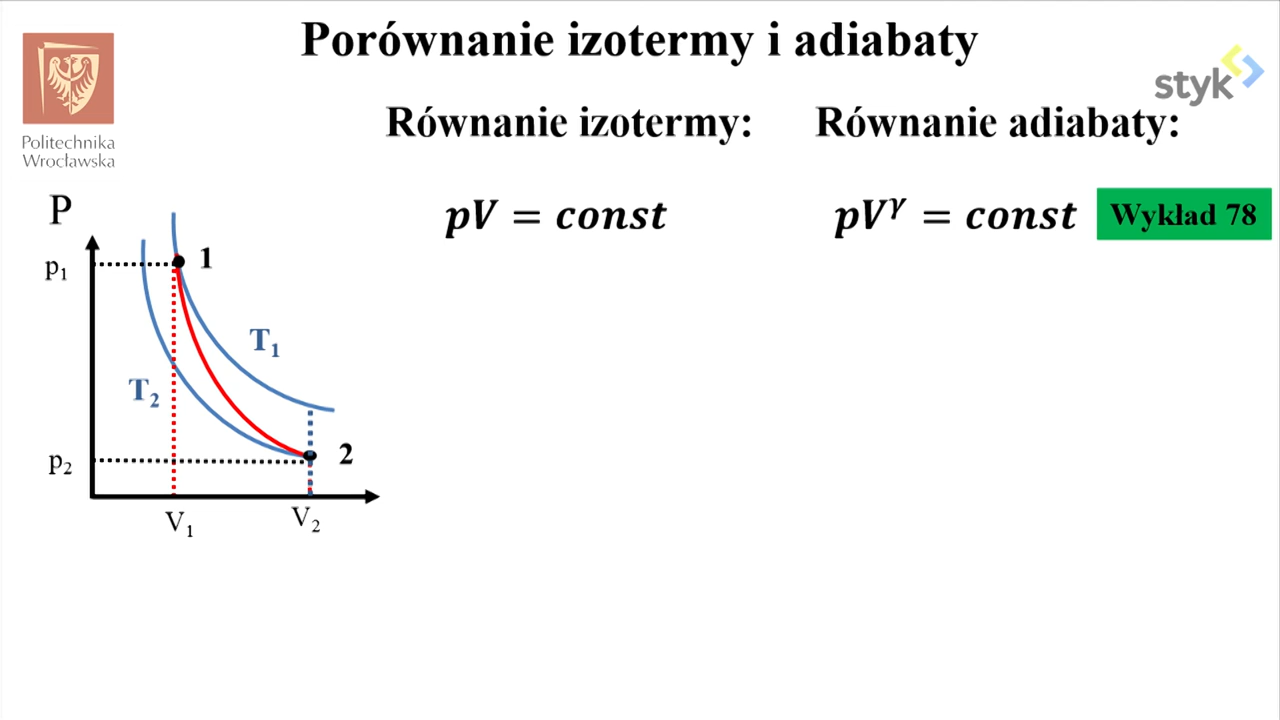 Porównanie izotermy i adiabaty
styk
Politechnika
Wrocławska
Równanie izotermy:
Równanie adiabaty:
pV = const
pV^γ = const
Wykład 78
P
p₁
1
T₁
T₂
p₂
2
V₁
V₂